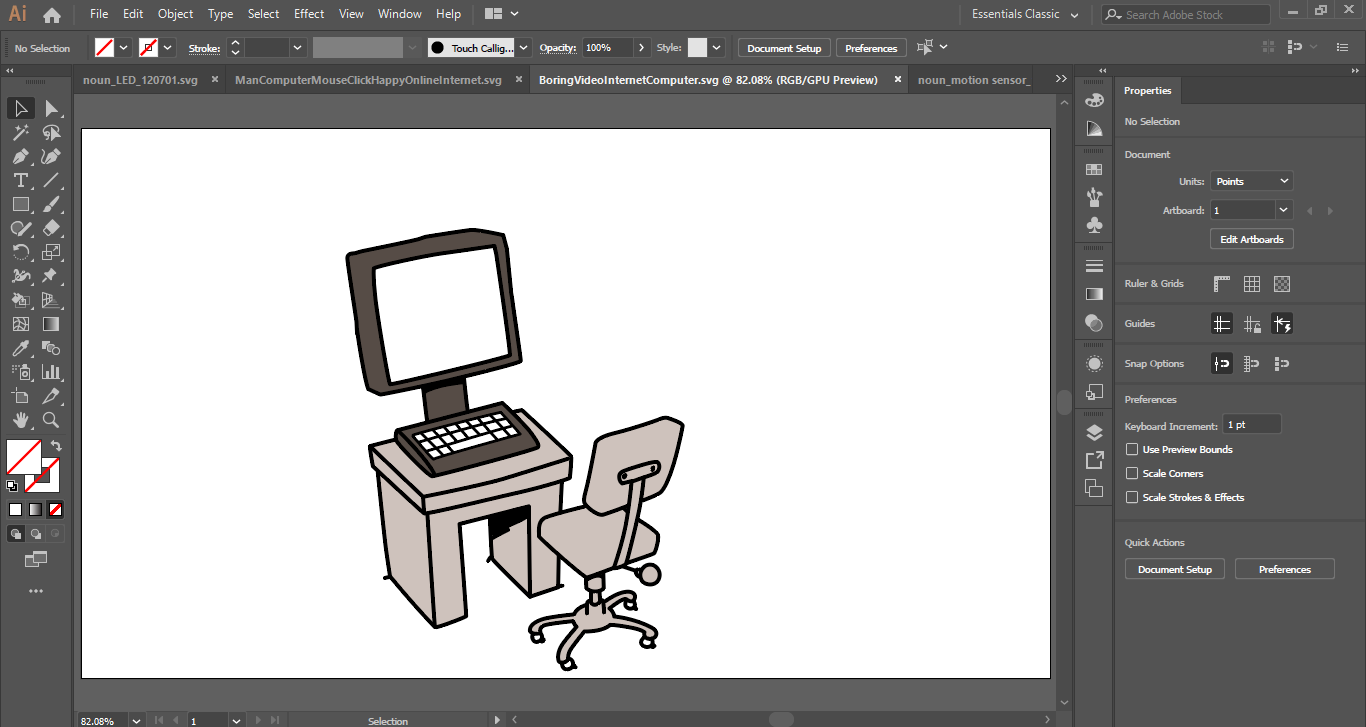 Ai File Edit Object Type Select Effect View Window Help Essentials Classic Search Adobe Stock
No Selection Stroke: Touch Callig... Opacity: 100% Style: Document Setup Preferences
noun_LED_120701.svg × ManComputerMouseClickHappyOnlineInternet.svg × BoringVideoInternetComputer.svg @ 82.08% (RGB/GPU Preview) × noun_motion sensor_
Properties
No Selection
Document
Units: Points
Artboard: 1
Edit Artboards
Ruler & Grids
Guides
Snap Options
Preferences
Keyboard Increment: 1 pt
Use Preview Bounds
Scale Corners
Scale Strokes & Effects
Quick Actions
Document Setup Preferences
82.08% 1 Selection